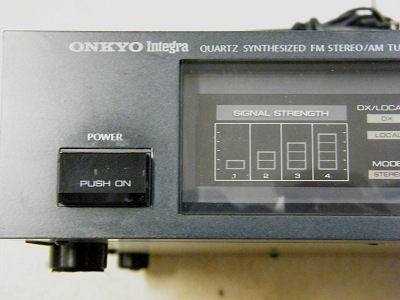 ONKYO Integra QUARTZ SYNTHESIZED FM STEREO/AM TU
SIGNAL STRENGTH
DX/LOCA
DX
LOCAL
POWER
PUSH ON
1 2 3 4
MODE
STEREO